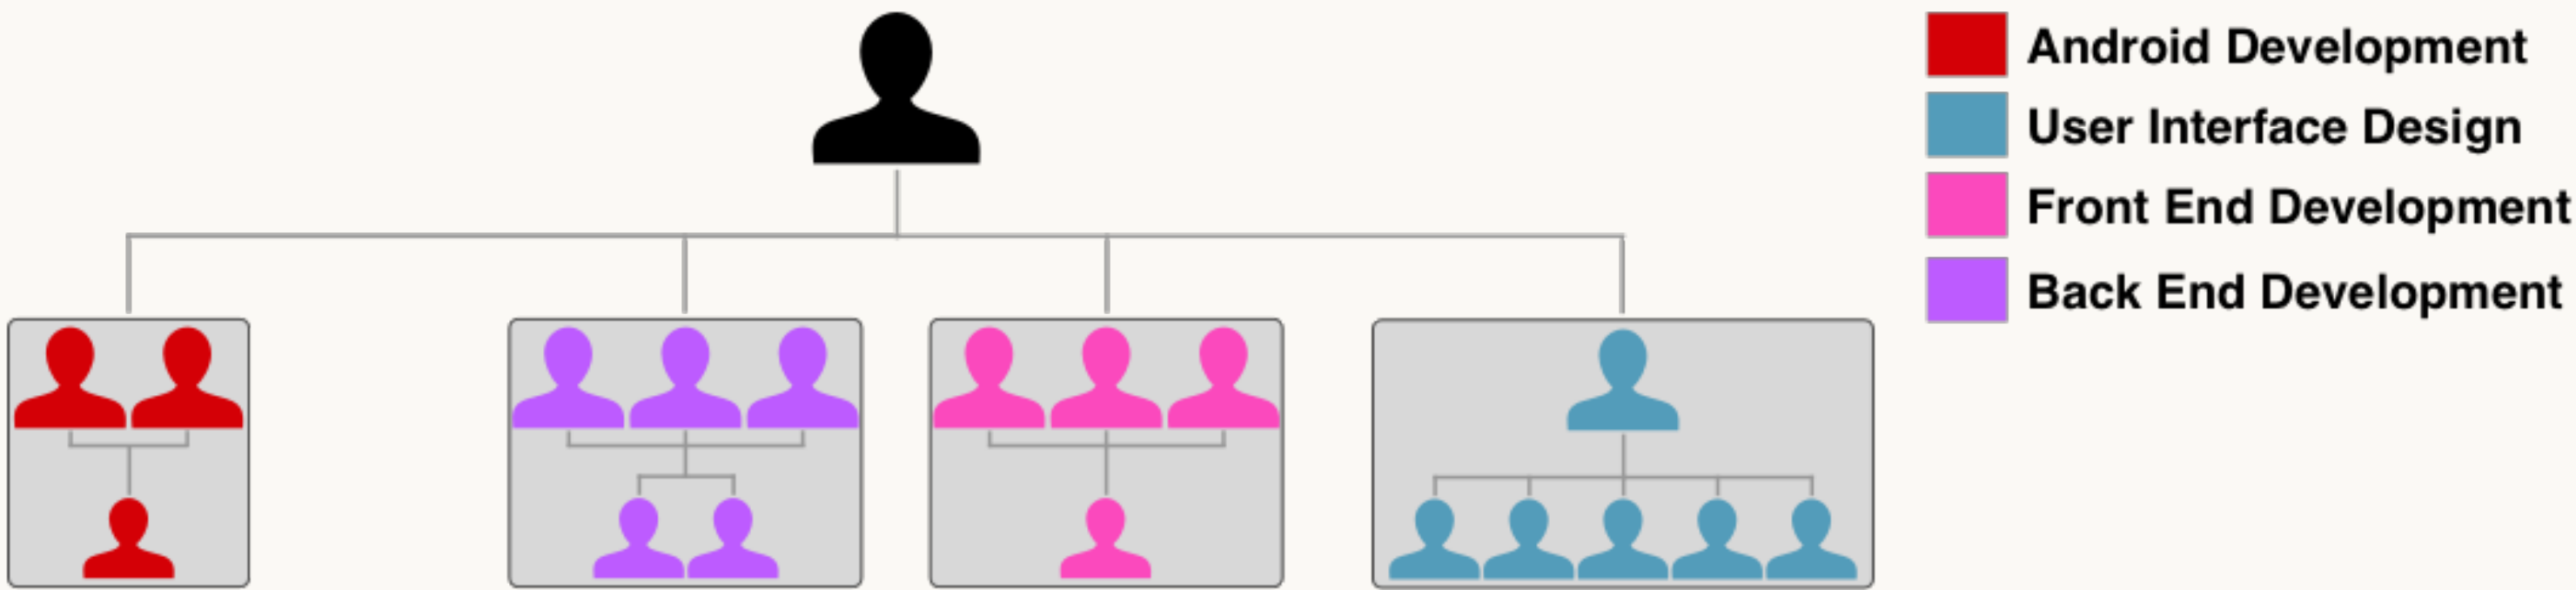 Android Development
User Interface Design
Front End Development
Back End Development